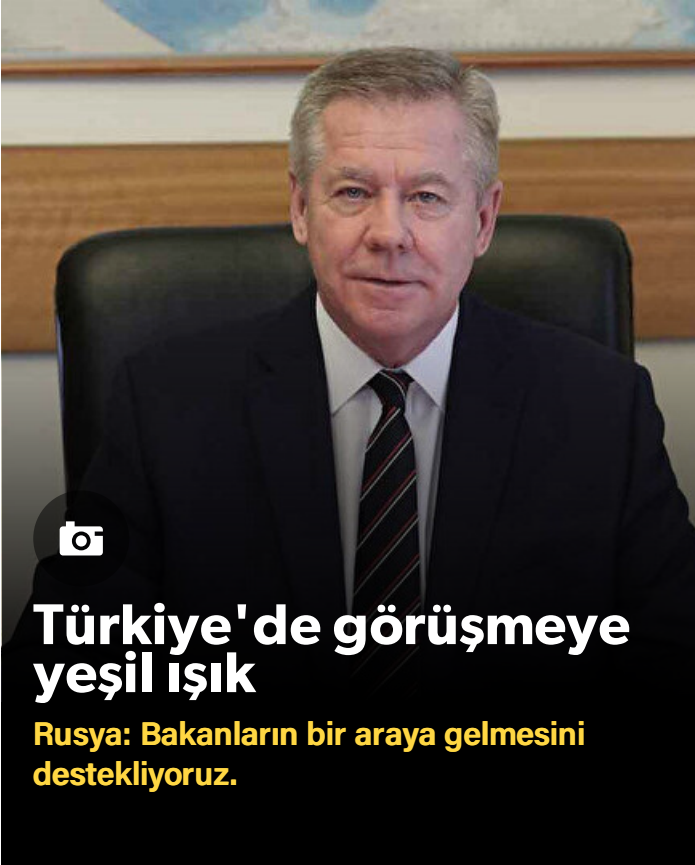 Türkiye'de görüşmeye
yeşil ışık
Rusya: Bakanların bir araya gelmesini
destekliyoruz.